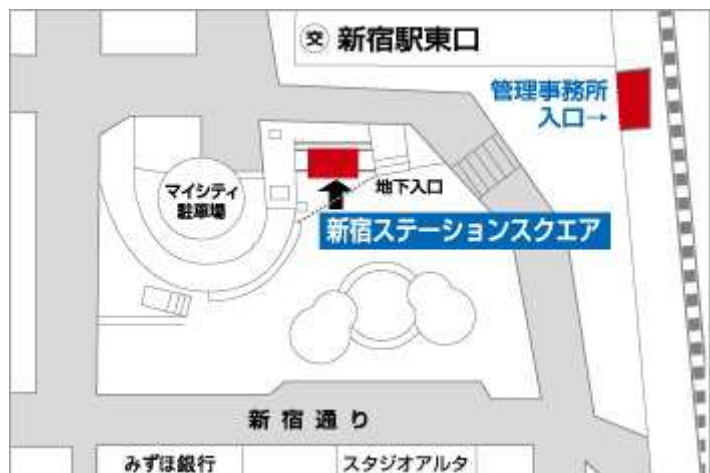 交 新宿駅東口
管理事務所
入口→
マイシティ
駐車場
地下入口
新宿ステーションスクエア
新宿通り
みずほ銀行
スタジオアルタ